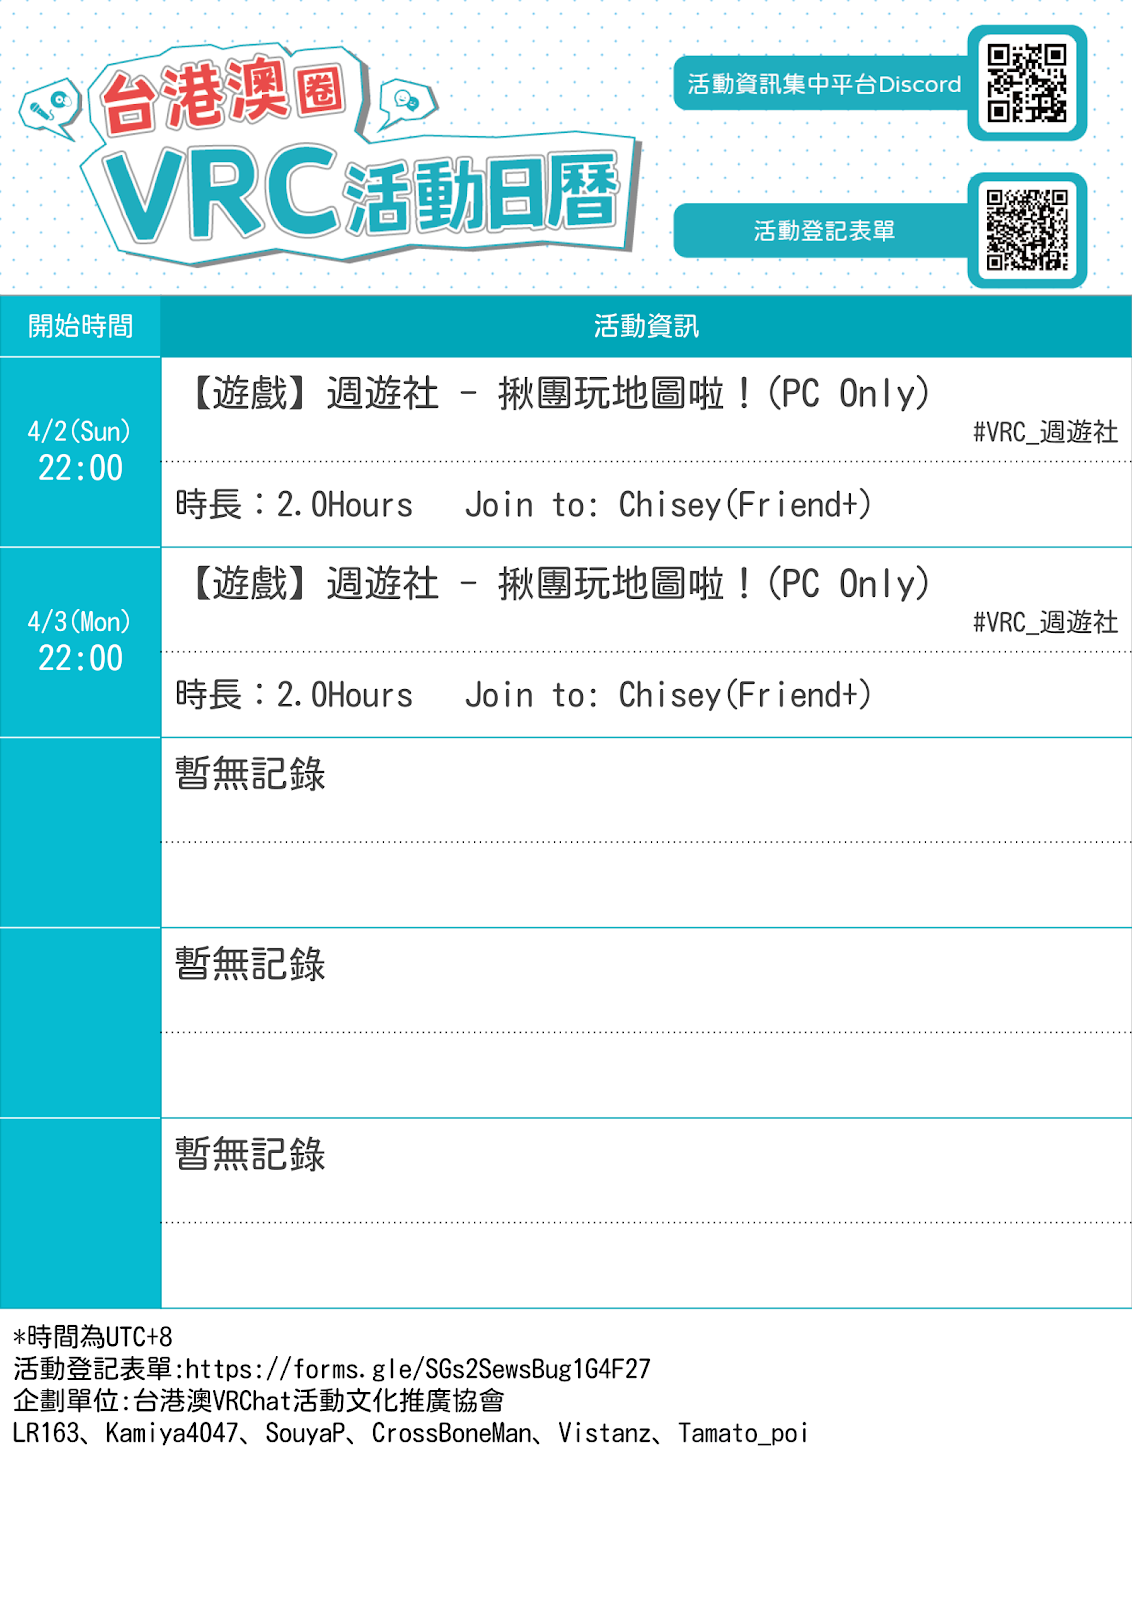 台港澳圈
VRC活動日曆
活動資訊集中平台Discord
活動登記表單
開始時間
活動資訊
4/2(Sun)
22:00
【遊戲】週遊社 - 揪團玩地圖啦！(PC Only)
#VRC_週遊社
時長：2.0Hours Join to: Chisey(Friend+)
4/3(Mon)
22:00
【遊戲】週遊社 - 揪團玩地圖啦！(PC Only)
#VRC_週遊社
時長：2.0Hours Join to: Chisey(Friend+)
暫無記錄
暫無記錄
暫無記錄
*時間為UTC+8
活動登記表單:https://forms.gle/SGs2SewsBug1G4F27
企劃單位:台港澳VRChat活動文化推廣協會
LR163、Kamiya4047、SouyaP、CrossBoneMan、Vistanz、Tamato_poi